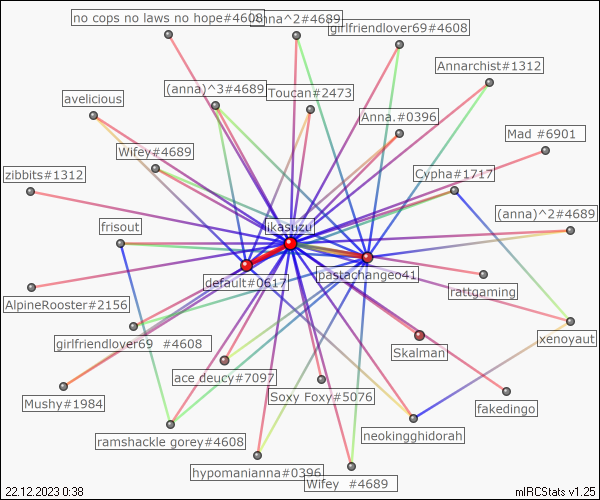 no cops no laws no hope#4608
Anna^2#4689
girlfriendlover69#4608
Annarchist#1312
(anna)^3#4689
Toucan#2473
avelicious
Anna.#0396
Mad #6901
Wifey#4689
Cypha#1717
zibbits#1312
(anna)^2#4689
frisout
likasuzu
default#0617
pastachangeo41
rattgaming
AlpineRooster#2156
girlfriendlover69 #4608
xenoyaut
Skalman
ace deucy#7097
Mushy#1984
Soxy Foxy#5076
fakedingo
ramshackle gorey#4608
neokingghidorah
hypomanianna#0396
Wifey #4689
22.12.2023 0:38
mIRCStats v1.25